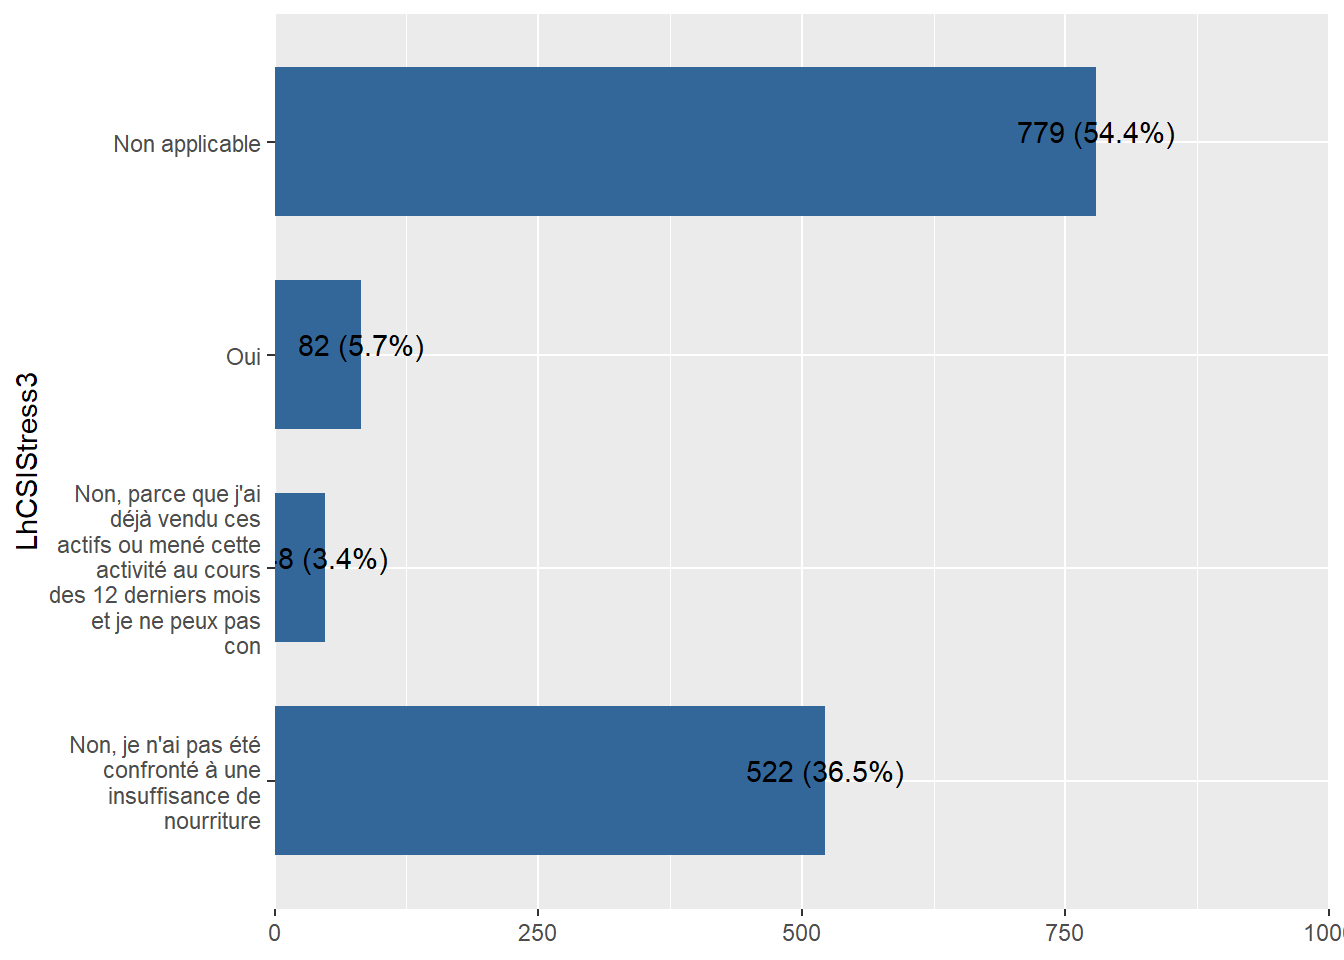 779 (54.4%)
Non applicable
82 (5.7%)
Oui
LhCSIStress3
Non, parce que j'ai
déjà vendu ces
actifs ou mené cette
activité au cours
des 12 derniers mois
et je ne peux pas
con
8 (3.4%)
522 (36.5%)
Non, je n'ai pas été
confronté à une
insuffisance de
nourriture
0
250
500
750